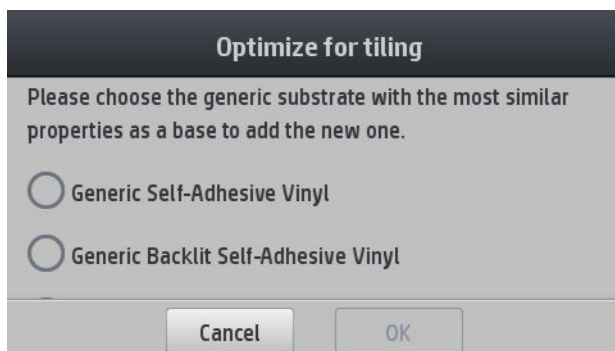 Optimize for tiling
Please choose the generic substrate with the most similar
properties as a base to add the new one.
Generic Self-Adhesive Vinyl
Generic Backlit Self-Adhesive Vinyl
Cancel
OK